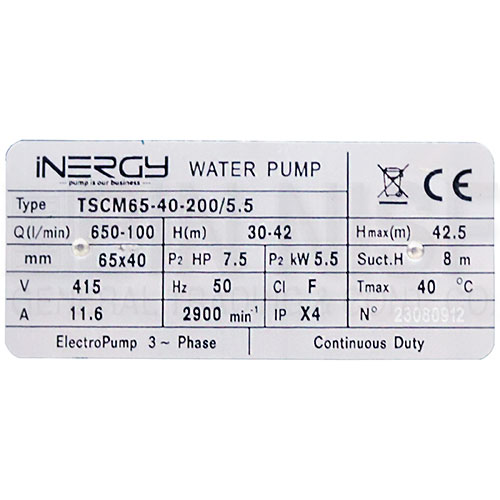 iNERGY WATER PUMP CE
pump is our business
Type TSCM65-40-200/5.5
Q(l/min) 650-100 H(m) 30-42 Hmax(m) 42.5
mm 65x40 P2 HP 7.5 P2 kW 5.5 Suct.H 8 m
V 415 Hz 50 Cl F Tmax 40 °C
A 11.6 2900 min-¹ IP X4 N° 23080912
ElectroPump 3~ Phase Continuous Duty